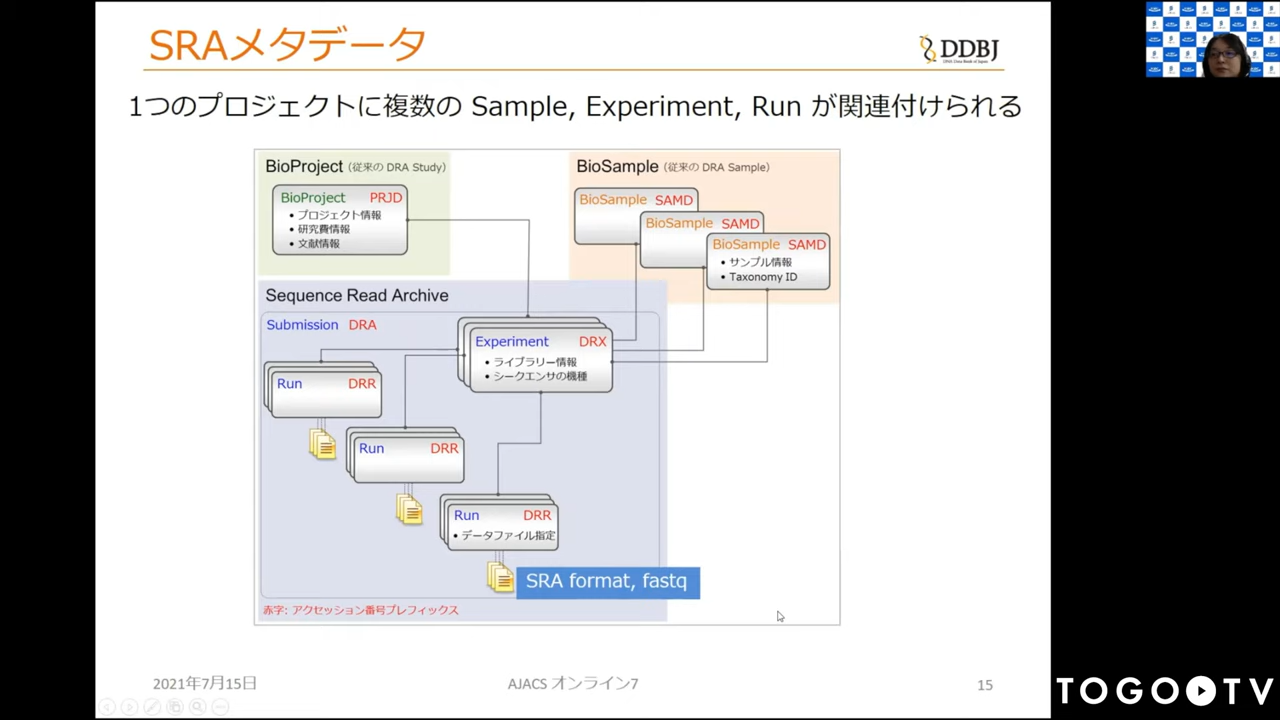 SRAメタデータ
DDBJ
DNA Data Bank of Japan
1つのプロジェクトに複数の Sample, Experiment, Run が関連付けられる
BioProject (従来の DRA Study)
BioProject PRJD
• プロジェクト情報
• 研究費情報
• 文献情報
BioSample (従来の DRA Sample)
BioSample SAMD
BioSample SAMD
BioSample SAMD
• サンプル情報
• Taxonomy ID
Sequence Read Archive
Submission DRA
Experiment DRX
• ライブラリー情報
• シークエンサの機種
Run DRR
Run DRR
Run DRR
• データファイル指定
SRA format, fastq
赤字: アクセッション番号プレフィックス
2021年7月15日
AJACS オンライン7
15
TOGO TV